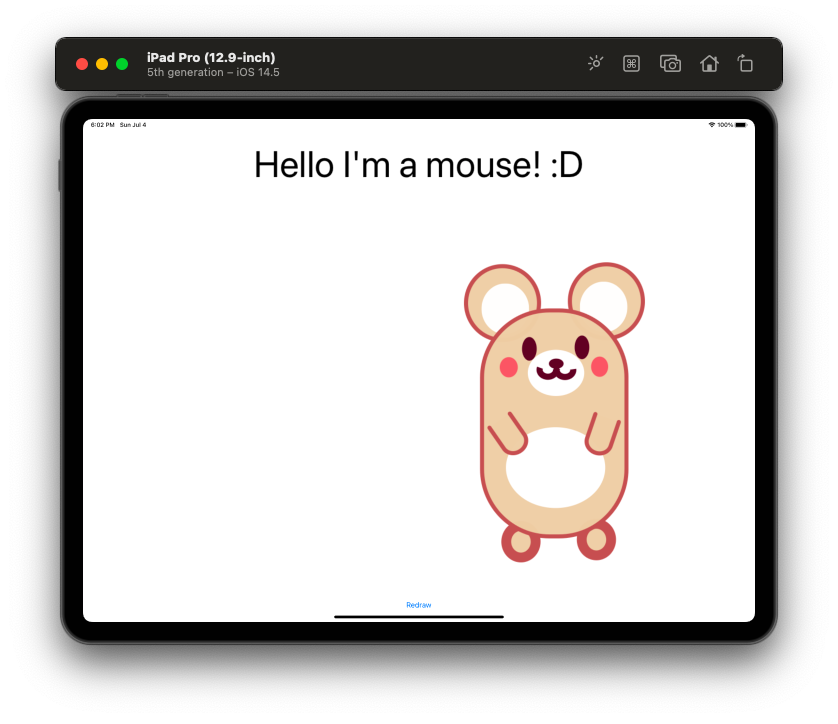 iPad Pro (12.9-inch)
5th generation – iOS 14.5
6:02 PM Sun Jul 4
100%
Hello I'm a mouse! :D
Redraw